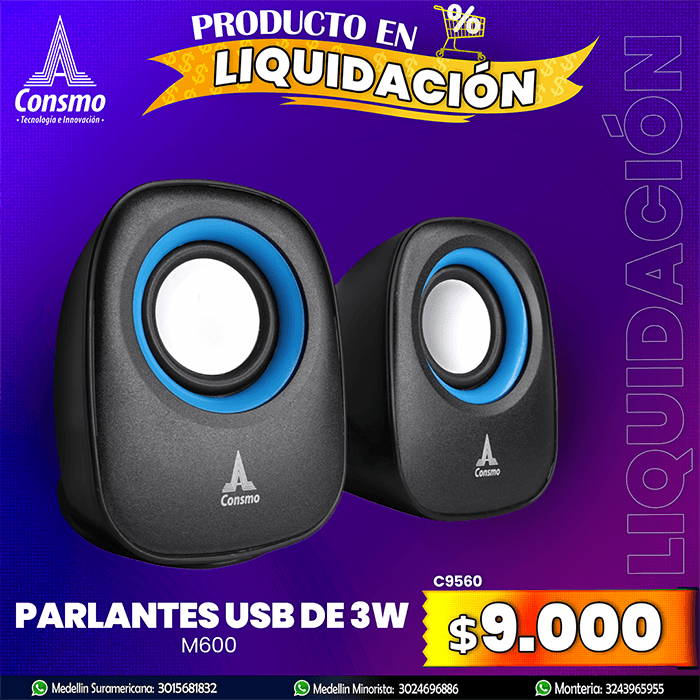 PRODUCTO EN %
LIQUIDACIÓN
A
Consmo
• Tecnología e Innovación •
LIQUIDACIÓN
A
Consmo
A
Consmo
C9560
PARLANTES USB DE 3W
M600
$9.000
Medellin Suramericana: 3015681832
Medellin Minorista: 3024696886
Monteria: 3243965955